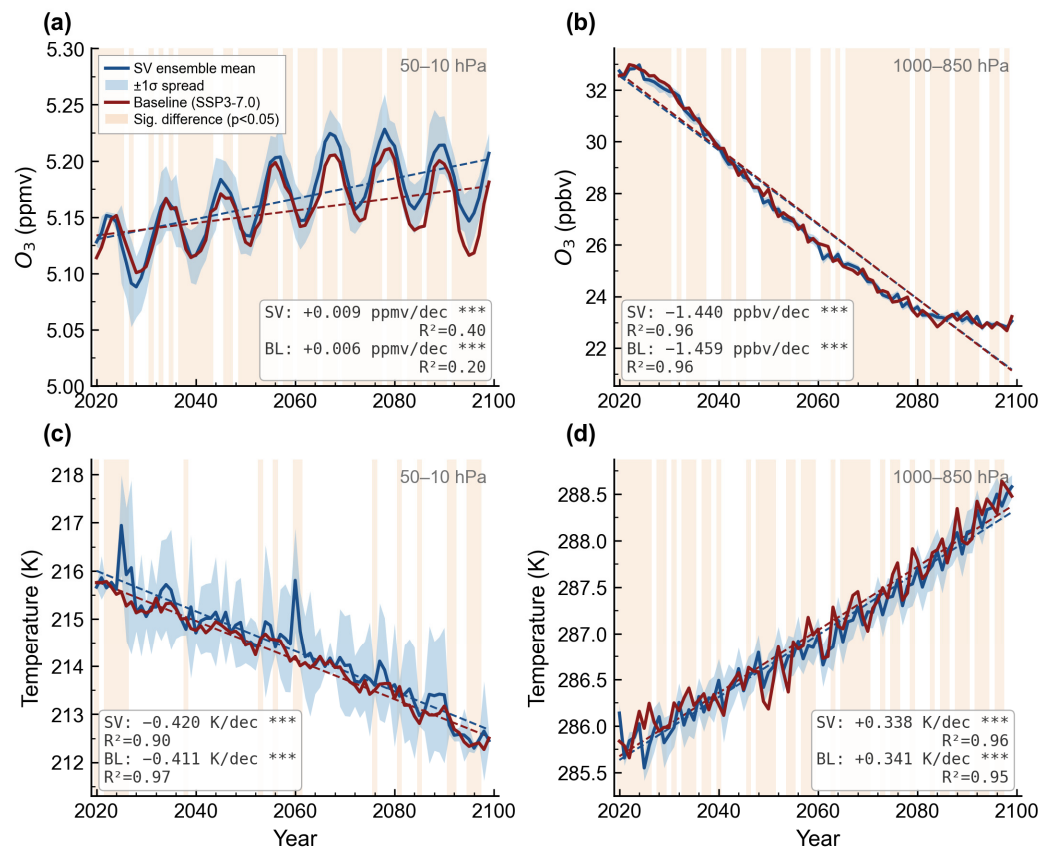 (a)
5.30
5.25
5.20
5.15
5.10
5.05
5.00
O3 (ppmv)
SV ensemble mean
±1σ spread
Baseline (SSP3-7.0)
Sig. difference (p<0.05)
50–10 hPa
SV: +0.009 ppmv/dec ***
R²=0.40
BL: +0.006 ppmv/dec ***
R²=0.20
2020
2040
2060
2080
2100
(b)
32
30
28
26
24
22
O3 (ppbv)
1000–850 hPa
SV: −1.440 ppbv/dec ***
R²=0.96
BL: −1.459 ppbv/dec ***
R²=0.96
2020
2040
2060
2080
2100
(c)
218
217
216
215
214
213
212
Temperature (K)
50–10 hPa
SV: −0.420 K/dec ***
R²=0.90
BL: −0.411 K/dec ***
R²=0.97
2020
2040
2060
2080
2100
Year
(d)
288.5
288.0
287.5
287.0
286.5
286.0
285.5
Temperature (K)
1000–850 hPa
SV: +0.338 K/dec ***
R²=0.96
BL: +0.341 K/dec ***
R²=0.95
2020
2040
2060
2080
2100
Year